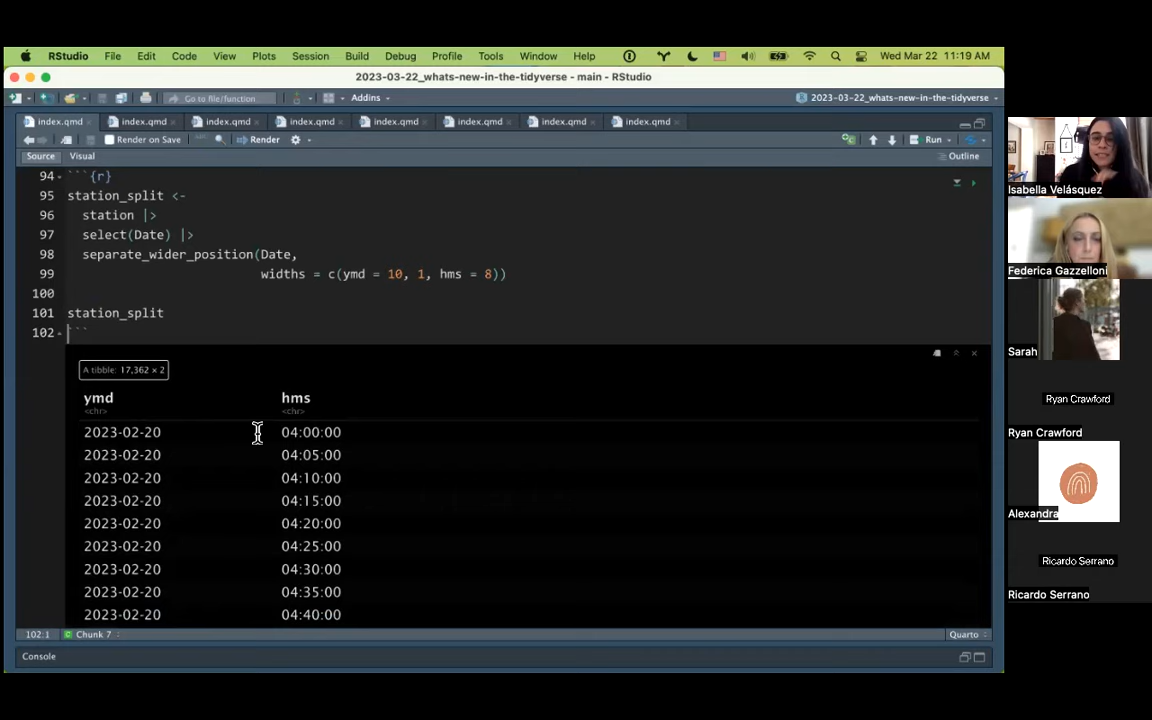 RStudio File Edit Code View Plots Session Build Debug Profile Tools Window Help Wed Mar 22 11:19 AM
2023-03-22_whats-new-in-the-tidyverse - main - RStudio
Go to file/function Addins 2023-03-22_whats-new-in-the-tidyverse
index.qmd index.qmd index.qmd index.qmd index.qmd index.qmd index.qmd index.qmd
Render on Save Render Run
Source Visual Outline
94 ```{r}
95 station_split <-
96 station |>
97 select(Date) |>
98 separate_wider_position(Date,
99 widths = c(ymd = 10, 1, hms = 8))
100
101 station_split
102 ```
A tibble: 17,362 × 2
ymd hms
<chr> <chr>
2023-02-20 04:00:00
2023-02-20 04:05:00
2023-02-20 04:10:00
2023-02-20 04:15:00
2023-02-20 04:20:00
2023-02-20 04:25:00
2023-02-20 04:30:00
2023-02-20 04:35:00
2023-02-20 04:40:00
102:1 C Chunk 7 Quarto
Console
Isabella Velásquez
Federica Gazzelloni
Sarah
Ryan Crawford
Ryan Crawford
Alexandra
Ricardo Serrano
Ricardo Serrano